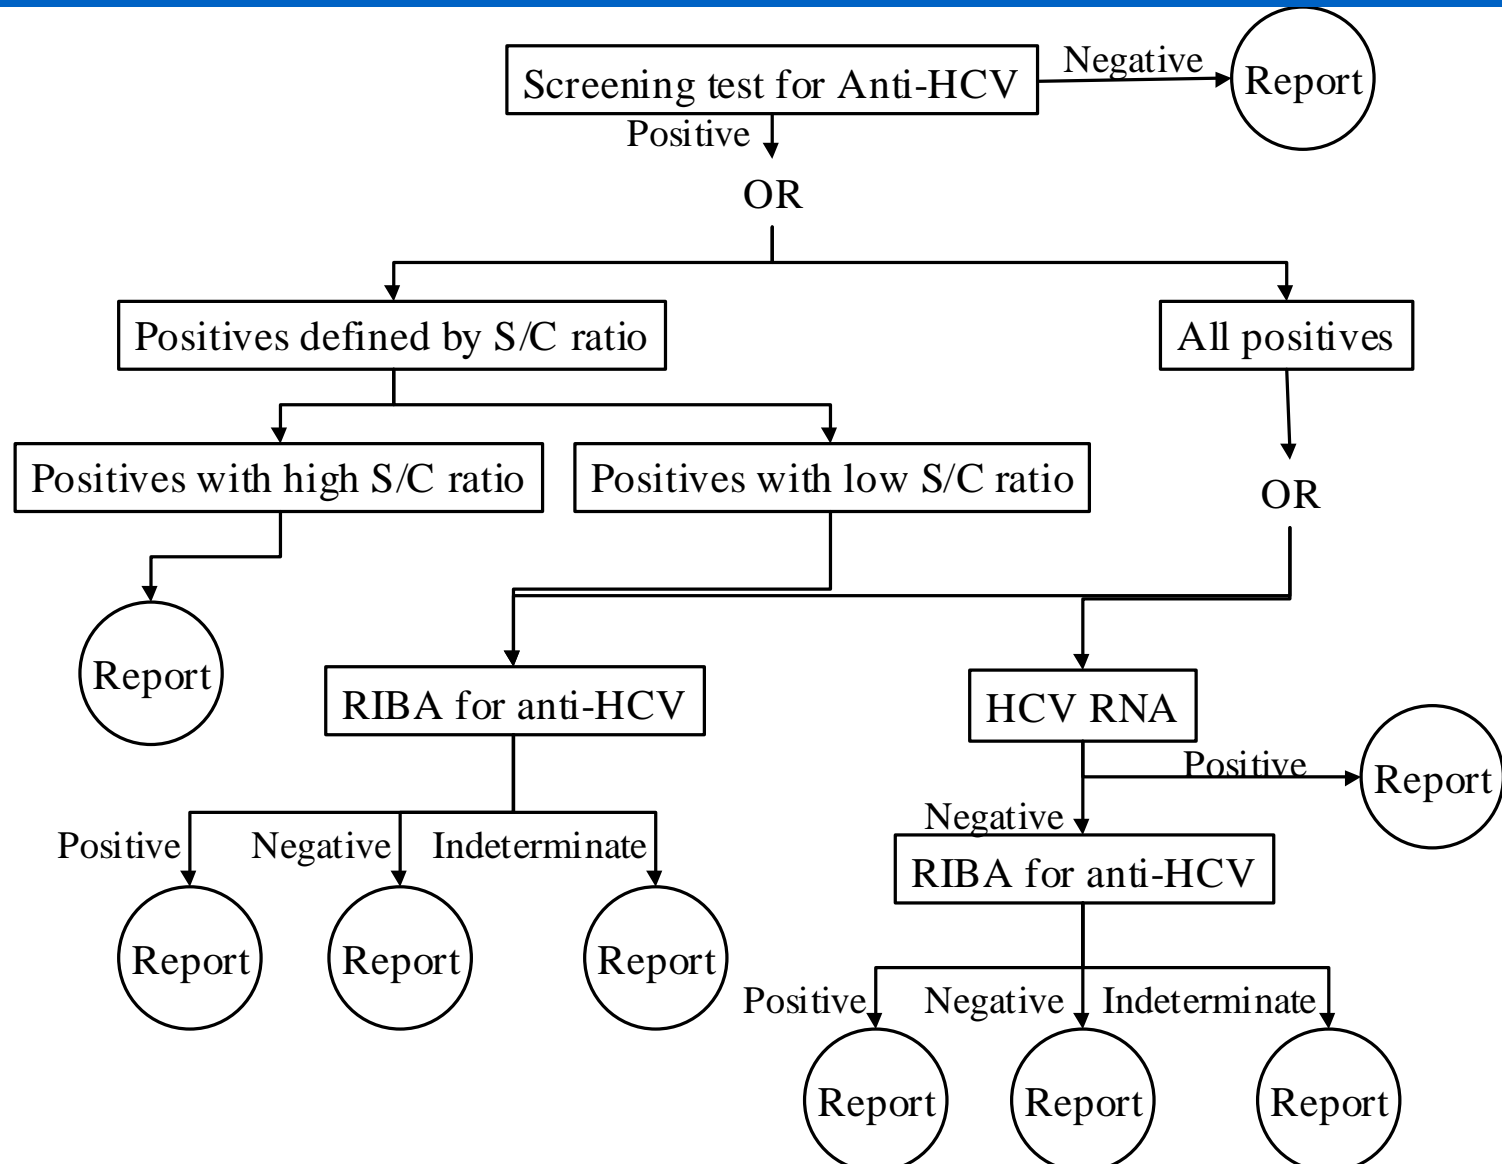 Screening test for Anti-HCV
Negative
Report
Positive
OR
Positives defined by S/C ratio
All positives
Positives with high S/C ratio
Positives with low S/C ratio
OR
Report
RIBA for anti-HCV
HCV RNA
Positive
Report
Negative
RIBA for anti-HCV
Positive
Negative
Indeterminate
Report
Report
Report
Positive
Negative
Indeterminate
Report
Report
Report